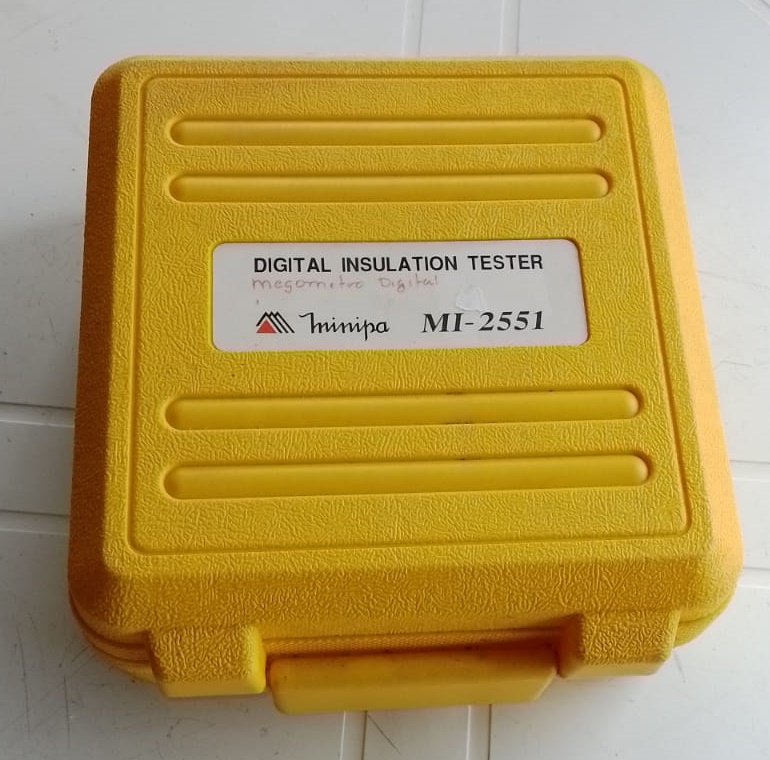 DIGITAL INSULATION TESTER
megometro Digital
minipa MI-2551